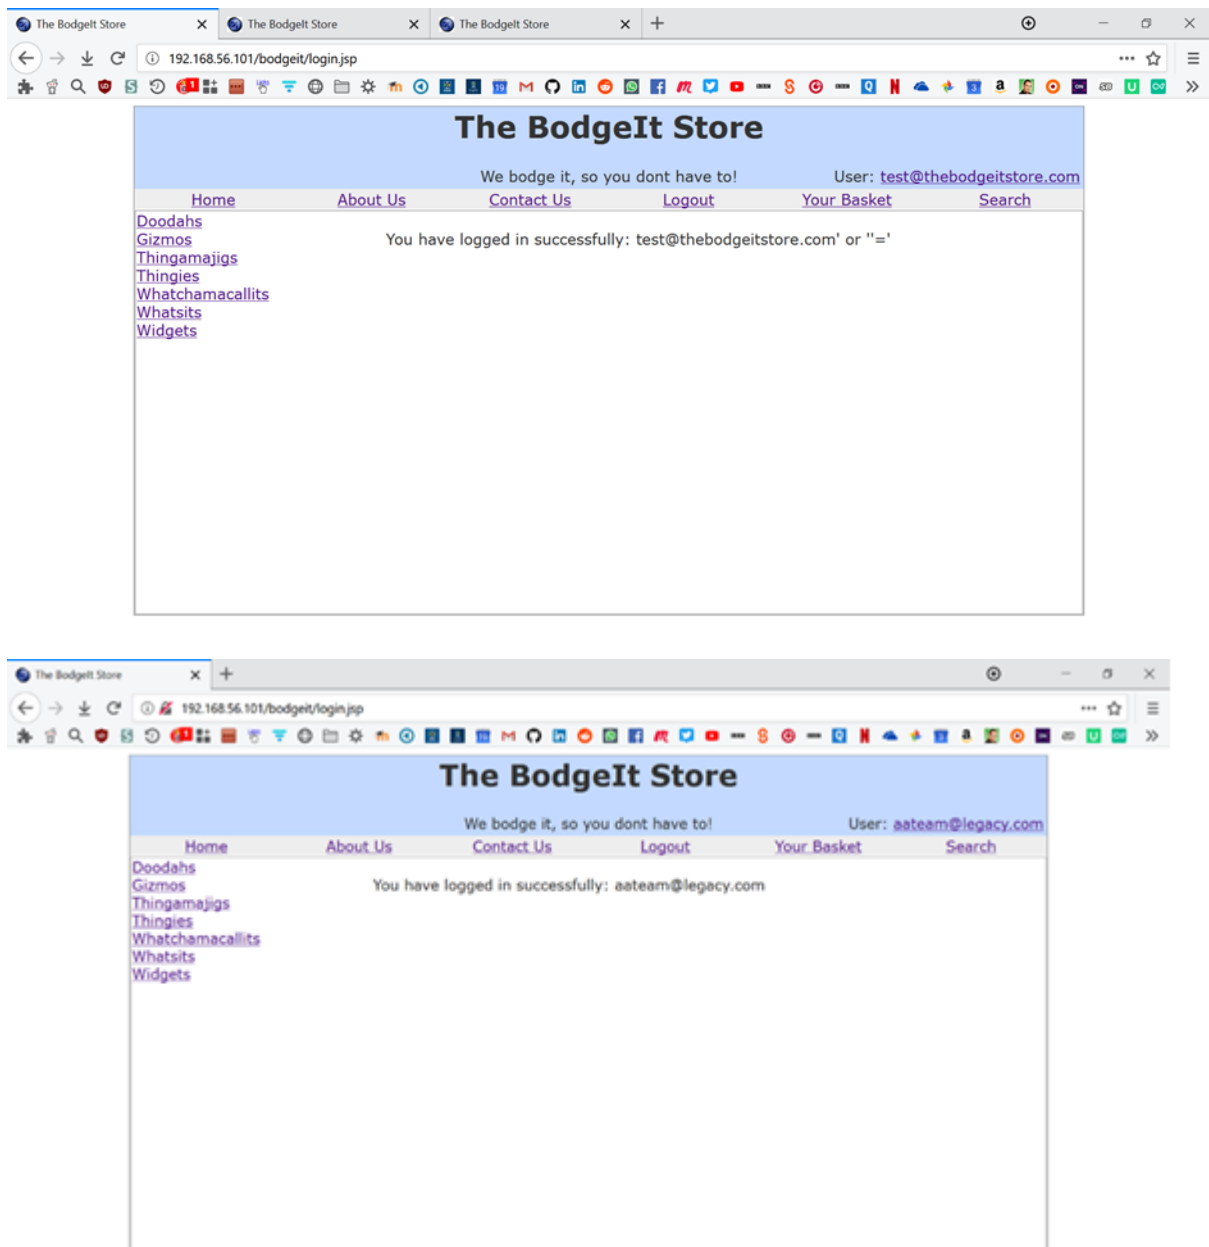 The BodgeIt Store The BodgeIt Store The BodgeIt Store
192.168.56.101/bodgeit/login.jsp
The BodgeIt Store
We bodge it, so you dont have to! User: test@thebodgeitstore.com
Home About Us Contact Us Logout Your Basket Search
Doodahs
Gizmos You have logged in successfully: test@thebodgeitstore.com' or ''='
Thingamajigs
Thingies
Whatchamacallits
Whatsits
Widgets
The BodgeIt Store
192.168.56.101/bodgeit/login.jsp
The BodgeIt Store
We bodge it, so you dont have to! User: aateam@legacy.com
Home About Us Contact Us Logout Your Basket Search
Doodahs
Gizmos You have logged in successfully: aateam@legacy.com
Thingamajigs
Thingies
Whatchamacallits
Whatsits
Widgets